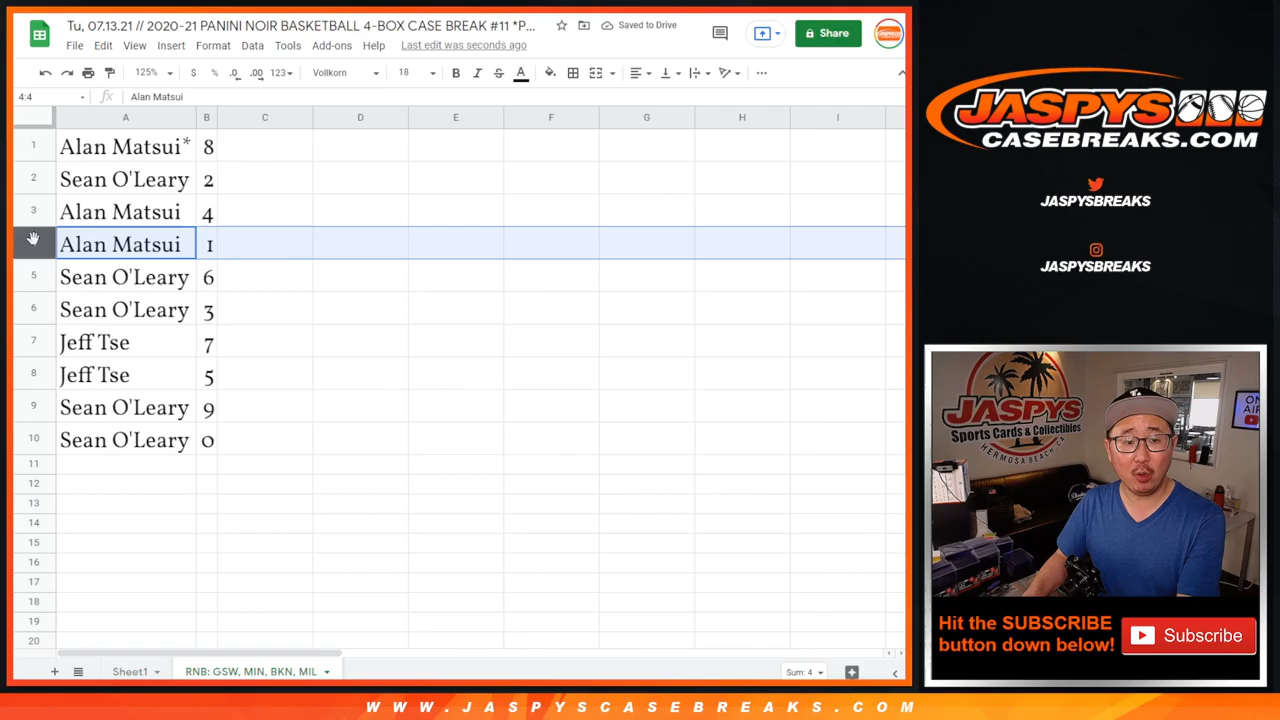 Tu, 07.13.21 // 2020-21 PANINI NOIR BASKETBALL 4-BOX CASE BREAK #11 *P...
Saved to Drive
Share
File Edit View Insert Format Data Tools Add-ons Help Last edit was seconds ago
125% $ % .0 .00 123 Vollkorn 18 B I S A
4:4 fx Alan Matsui
A B C D E F G H I
1 Alan Matsui* 8
2 Sean O'Leary 2
3 Alan Matsui 4
Alan Matsui 1
5 Sean O'Leary 6
6 Sean O'Leary 3
7 Jeff Tse 7
8 Jeff Tse 5
9 Sean O'Leary 9
10 Sean O'Leary 0
11
12
13
14
15
16
17
18
19
20
Sheet1 RNB: GSW, MIN, BKN, MIL Sum: 4
JASPYS
CASEBREAKS.COM
JASPYSBREAKS
JASPYSBREAKS
JASPYS
Sports Cards & Collectibles
HERMOSA BEACH, CA
ON
AIR
Hit the SUBSCRIBE
button down below!
Subscribe
WWW.JASPYSCASEBREAKS.COM